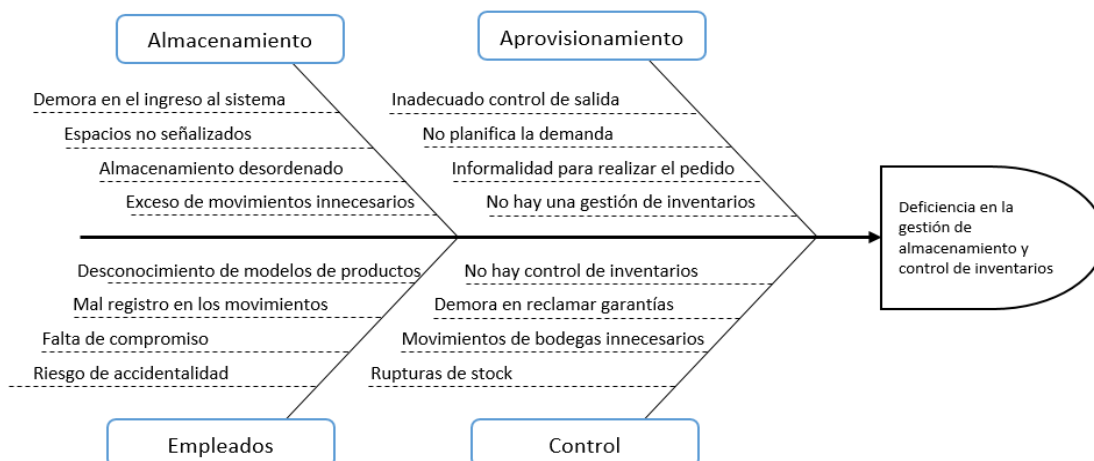 Almacenamiento
Aprovisionamiento
Demora en el ingreso al sistema
Espacios no señalizados
Almacenamiento desordenado
Exceso de movimientos innecesarios
Inadecuado control de salida
No planifica la demanda
Informalidad para realizar el pedido
No hay una gestión de inventarios
Deficiencia en la
gestión de
almacenamiento y
control de inventarios
Desconocimiento de modelos de productos
Mal registro en los movimientos
Falta de compromiso
Riesgo de accidentalidad
No hay control de inventarios
Demora en reclamar garantías
Movimientos de bodegas innecesarios
Rupturas de stock
Empleados
Control